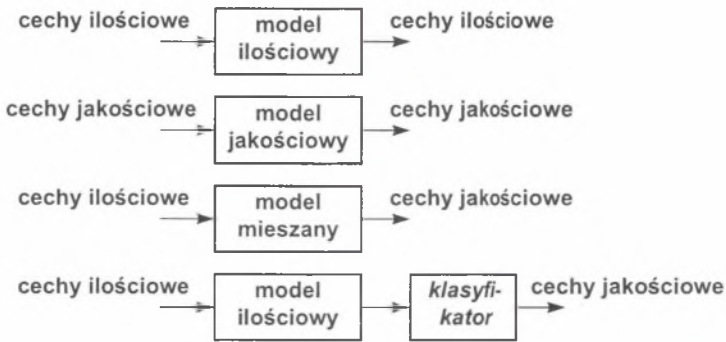 cechy ilościowe
model
ilościowy
cechy ilościowe
cechy jakościowe
model
jakościowy
cechy jakościowe
cechy ilościowe
model
mieszany
cechy jakościowe
cechy ilościowe
model
ilościowy
klasyfi-
kator
cechy jakościowe